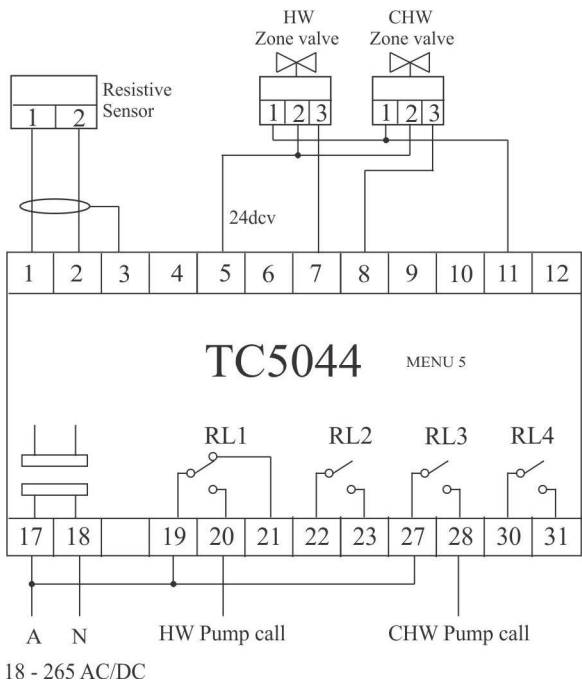 HW
Zone valve
CHW
Zone valve
Resistive
Sensor
1 2
1 2 3
1 2 3
24dcv
1 2 3 4 5 6 7 8 9 10 11 12
TC5044 MENU 5
RL1 RL2 RL3 RL4
17 18 19 20 21 22 23 27 28 30 31
A N HW Pump call CHW Pump call
18 - 265 AC/DC